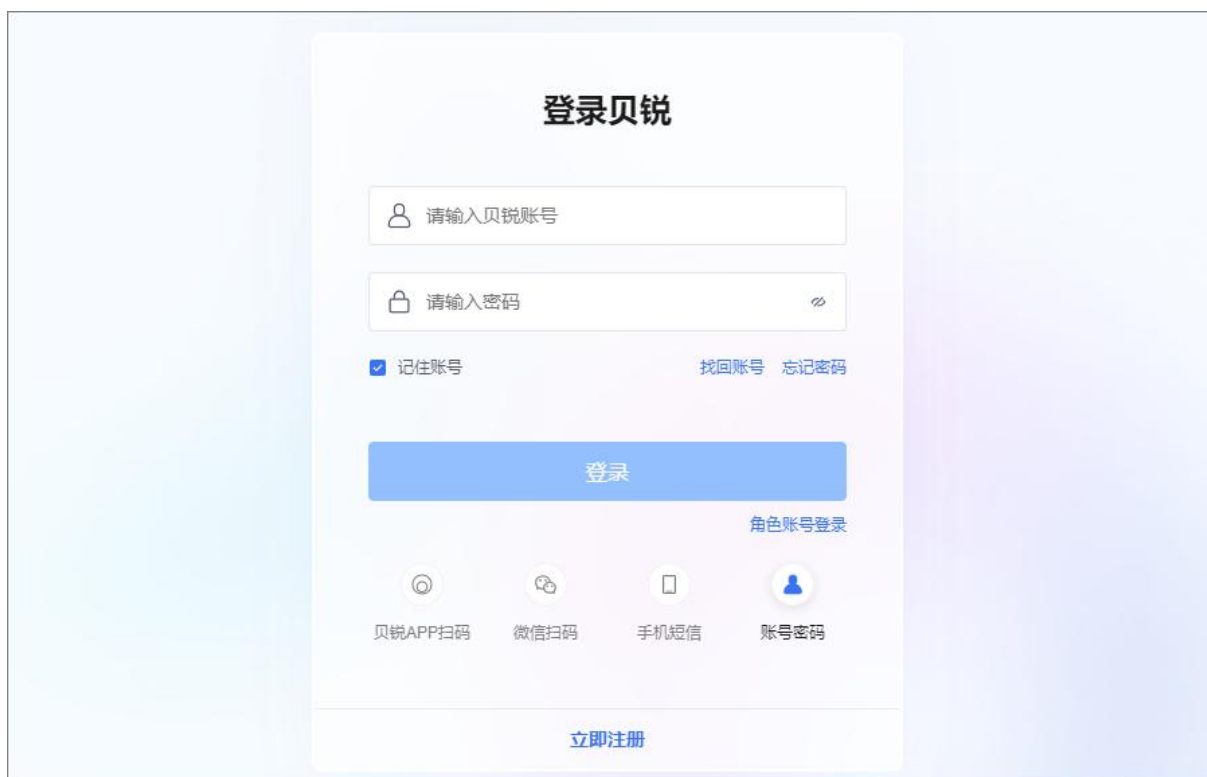 登录贝锐
请输入贝锐账号
请输入密码
记住账号 找回账号 忘记密码
登录
角色账号登录
贝锐APP扫码 微信扫码 手机短信 账号密码
立即注册